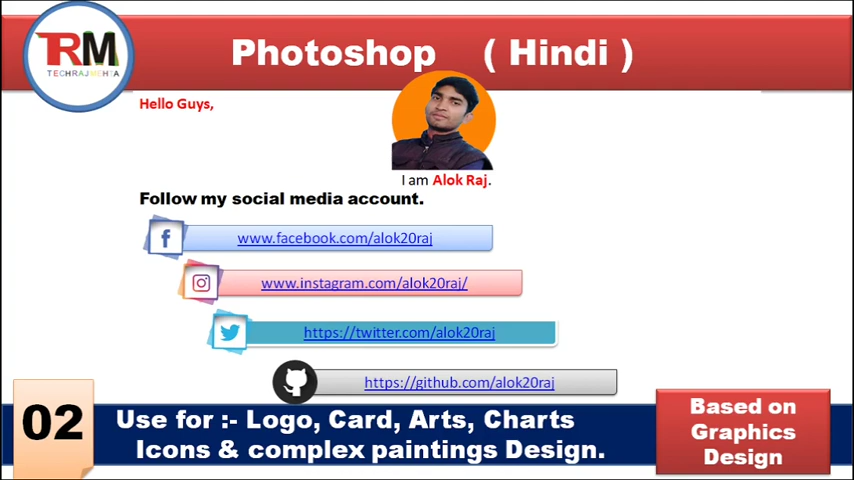 TRM
TECHRAJMEHTA
Photoshop ( Hindi )
Hello Guys,
I am Alok Raj.
Follow my social media account.
www.facebook.com/alok20raj
www.instagram.com/alok20raj/
https://twitter.com/alok20raj
https://github.com/alok20raj
02
Use for :- Logo, Card, Arts, Charts
Icons & complex paintings Design.
Based on
Graphics
Design